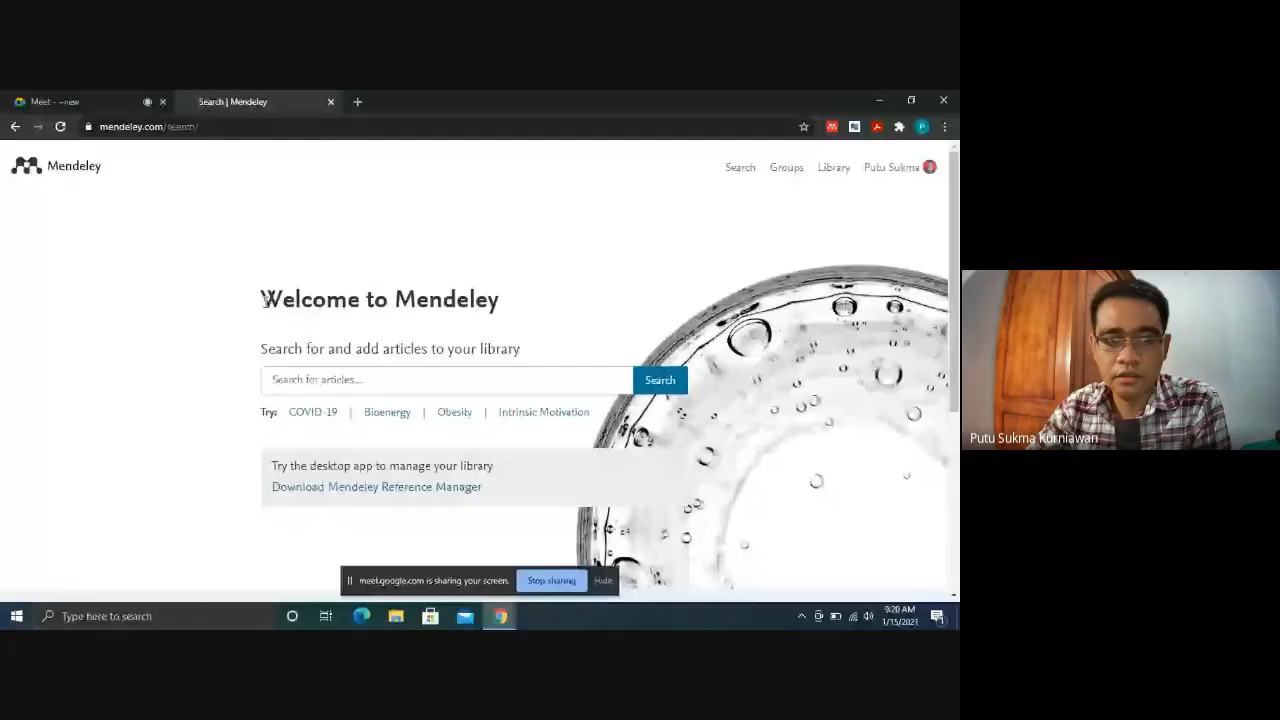 Meet - -new
Search | Mendeley
mendeley.com/search/
P
Mendeley
Search Groups Library Putu Sukma
Welcome to Mendeley
Search for and add articles to your library
Search for articles... Search
Try: COVID-19 | Bioenergy | Obesity | Intrinsic Motivation
Try the desktop app to manage your library
Download Mendeley Reference Manager
meet.google.com is sharing your screen. Stop sharing Hide
Type here to search
9:20 AM
1/15/2021
Putu Sukma Kurniawan